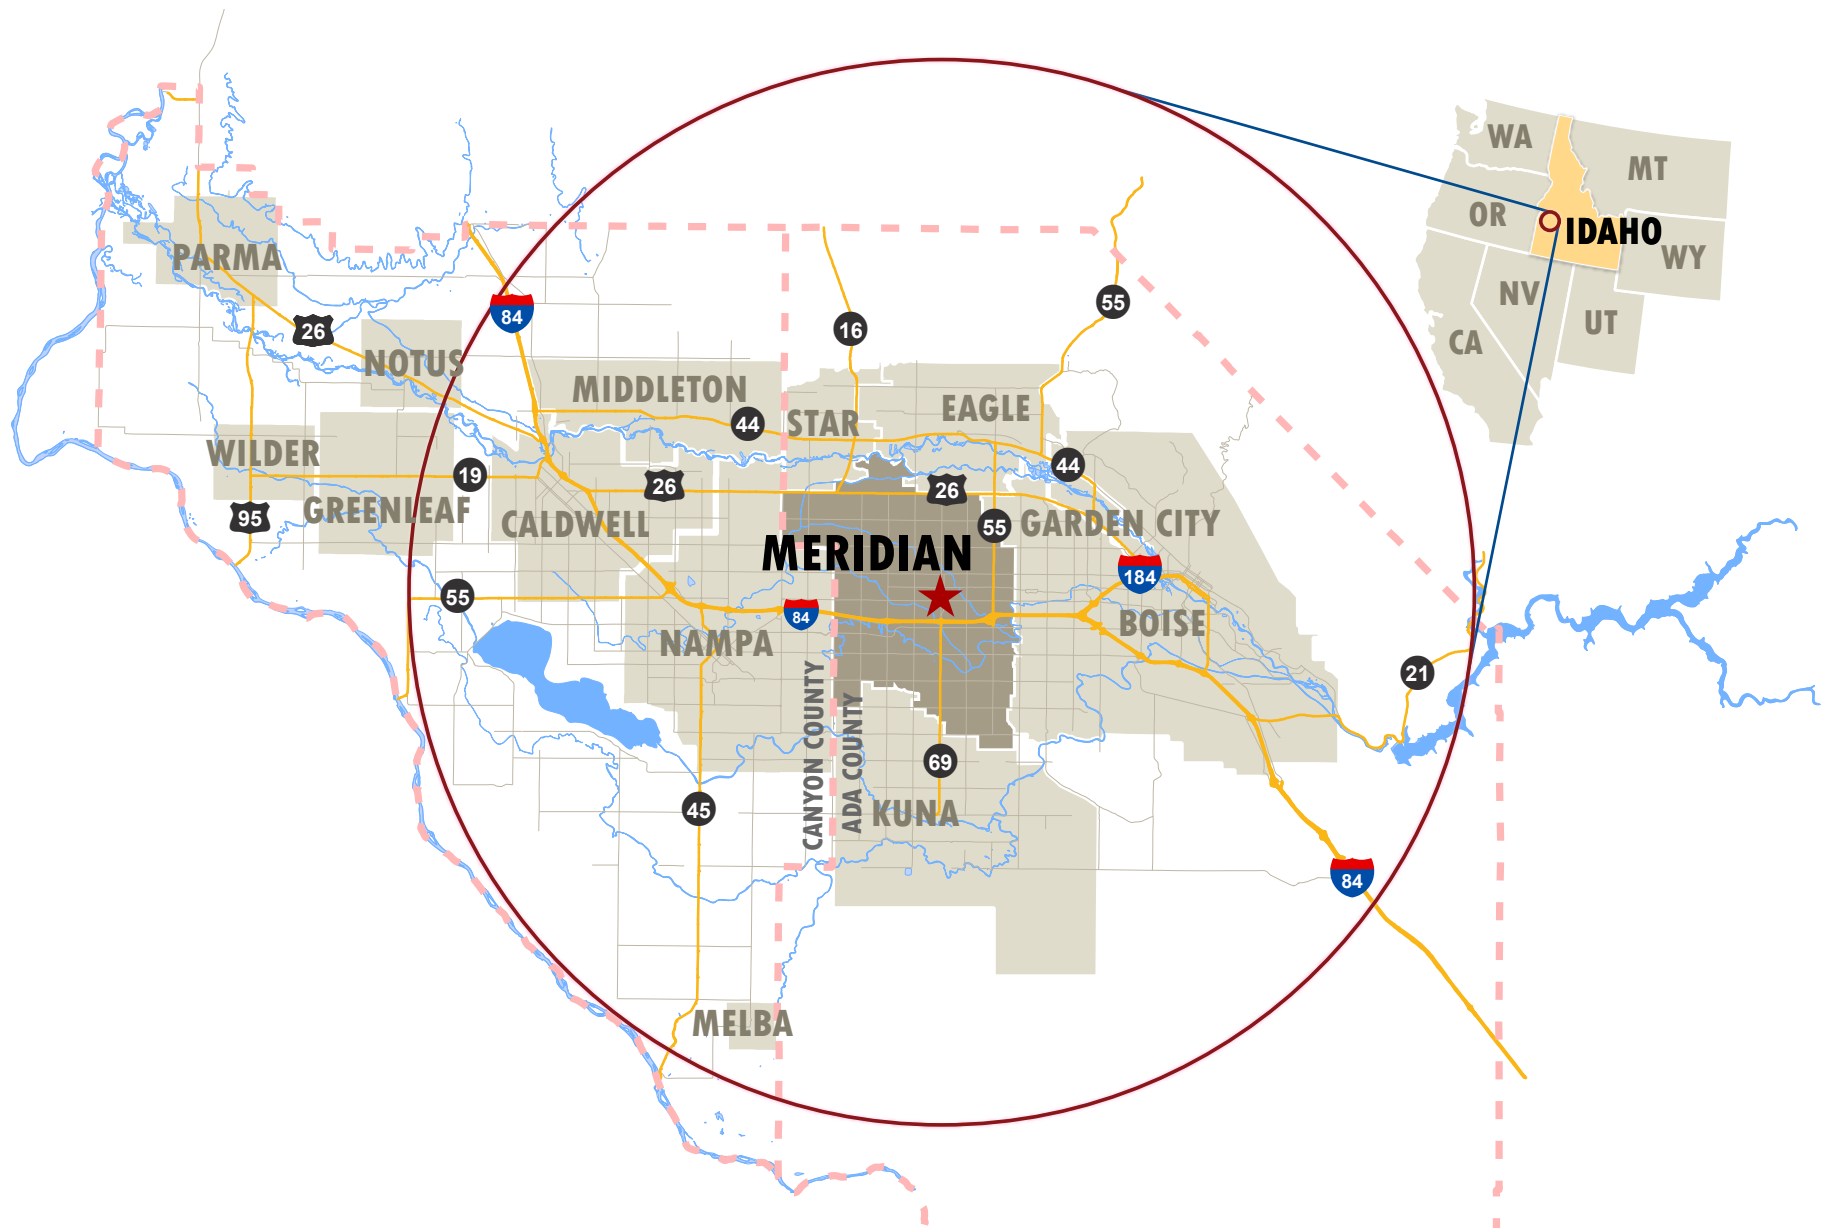 WA
MT
OR
IDAHO
WY
NV
UT
CA
PARMA
26
84
55
16
NOTUS
MIDDLETON
44
STAR
EAGLE
WILDER
19
26
26
44
GREENLEAF
95
CALDWELL
55
GARDEN CITY
MERIDIAN
184
55
84
NAMPA
BOISE
21
CANYON COUNTY
ADA COUNTY
69
45
KUNA
84
MELBA